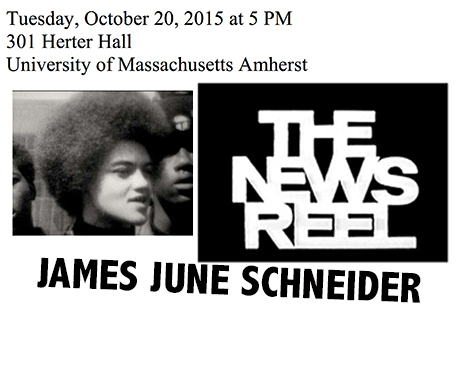 Tuesday, October 20, 2015 at 5 PM
301 Herter Hall
University of Massachusetts Amherst
THE
NEWS
REEL
JAMES JUNE SCHNEIDER